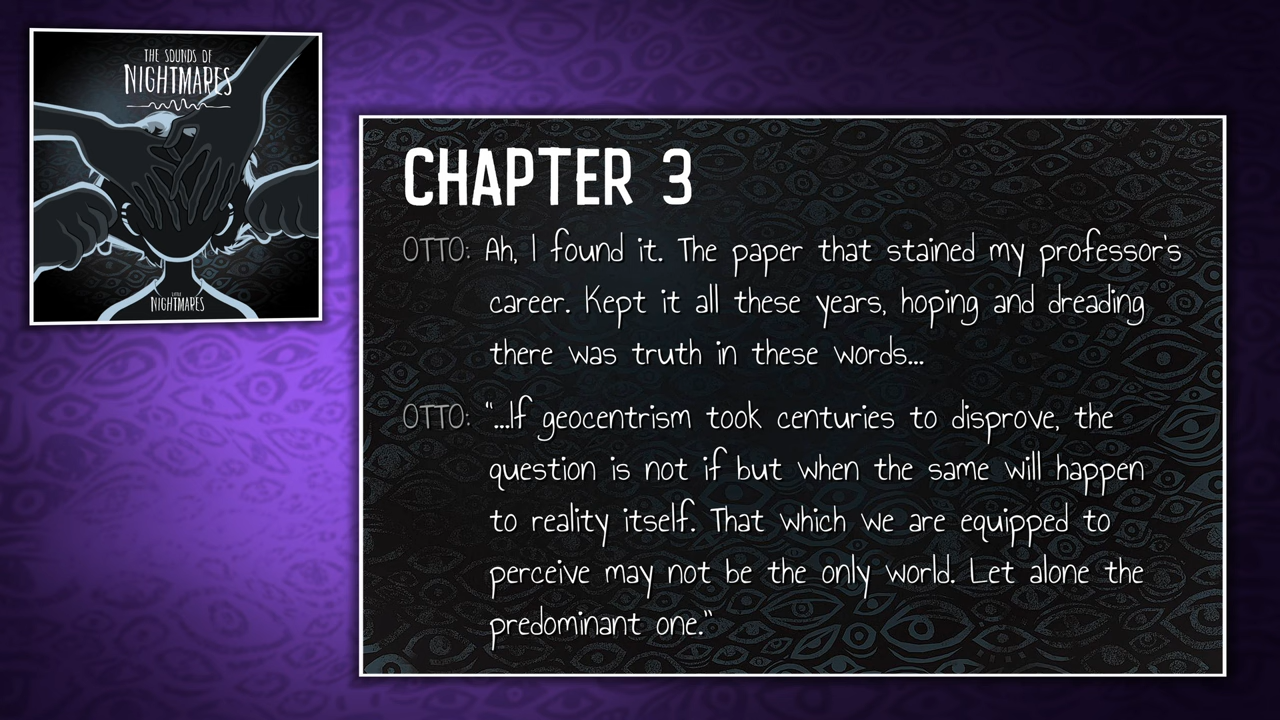 THE SOUNDS OF
NIGHTMARES
LITTLE
NIGHTMARES
CHAPTER 3
OTTO: Ah, I found it. The paper that stained my professor's
career. Kept it all these years, hoping and dreading
there was truth in these words...
OTTO: "...If geocentrism took centuries to disprove, the
question is not if but when the same will happen
to reality itself. That which we are equipped to
perceive may not be the only world. Let alone the
predominant one."